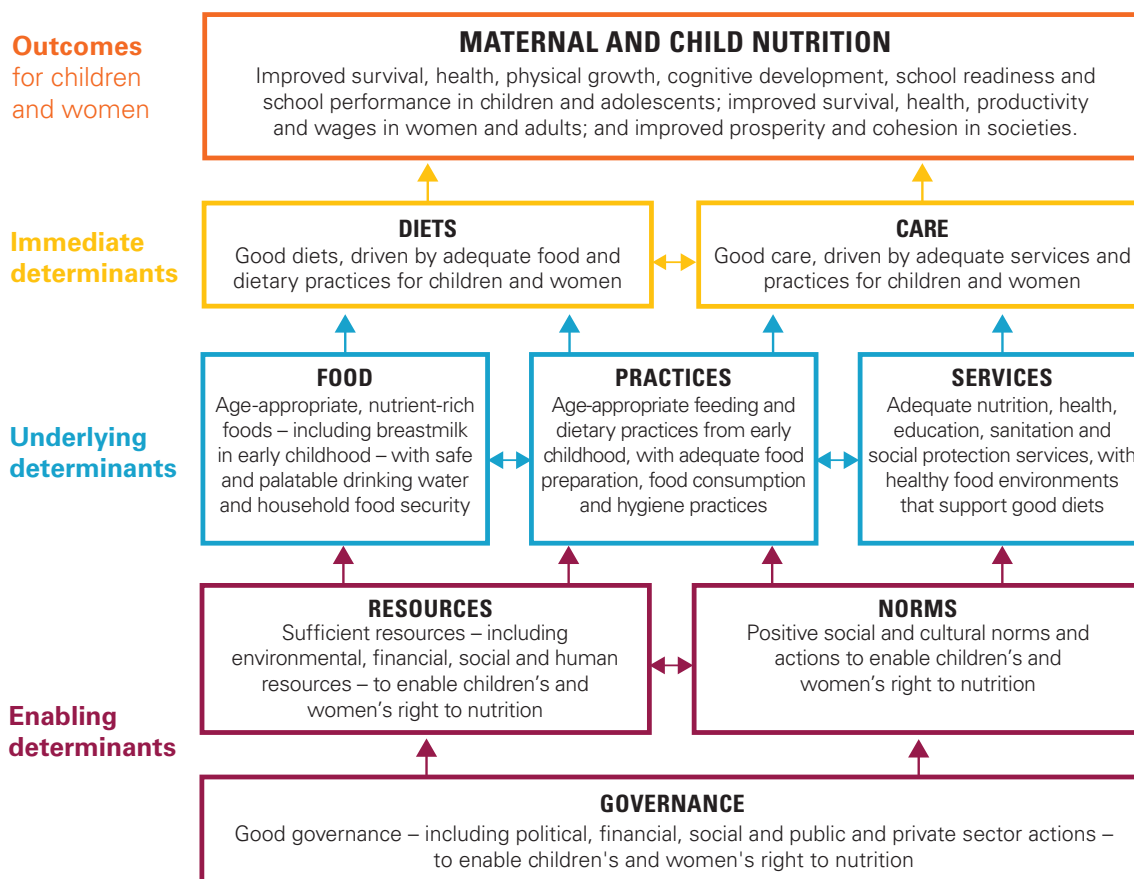 Outcomes
for children
and women
MATERNAL AND CHILD NUTRITION
Improved survival, health, physical growth, cognitive development, school readiness and
school performance in children and adolescents; improved survival, health, productivity
and wages in women and adults; and improved prosperity and cohesion in societies.
Immediate
determinants
DIETS
Good diets, driven by adequate food and
dietary practices for children and women
CARE
Good care, driven by adequate services and
practices for children and women
Underlying
determinants
FOOD
Age-appropriate, nutrient-rich
foods – including breastmilk
in early childhood – with safe
and palatable drinking water
and household food security
PRACTICES
Age-appropriate feeding and
dietary practices from early
childhood, with adequate food
preparation, food consumption
and hygiene practices
SERVICES
Adequate nutrition, health,
education, sanitation and
social protection services, with
healthy food environments
that support good diets
Enabling
determinants
RESOURCES
Sufficient resources – including
environmental, financial, social and human
resources – to enable children’s and
women’s right to nutrition
NORMS
Positive social and cultural norms and
actions to enable children’s and
women’s right to nutrition
GOVERNANCE
Good governance – including political, financial, social and public and private sector actions –
to enable children's and women's right to nutrition